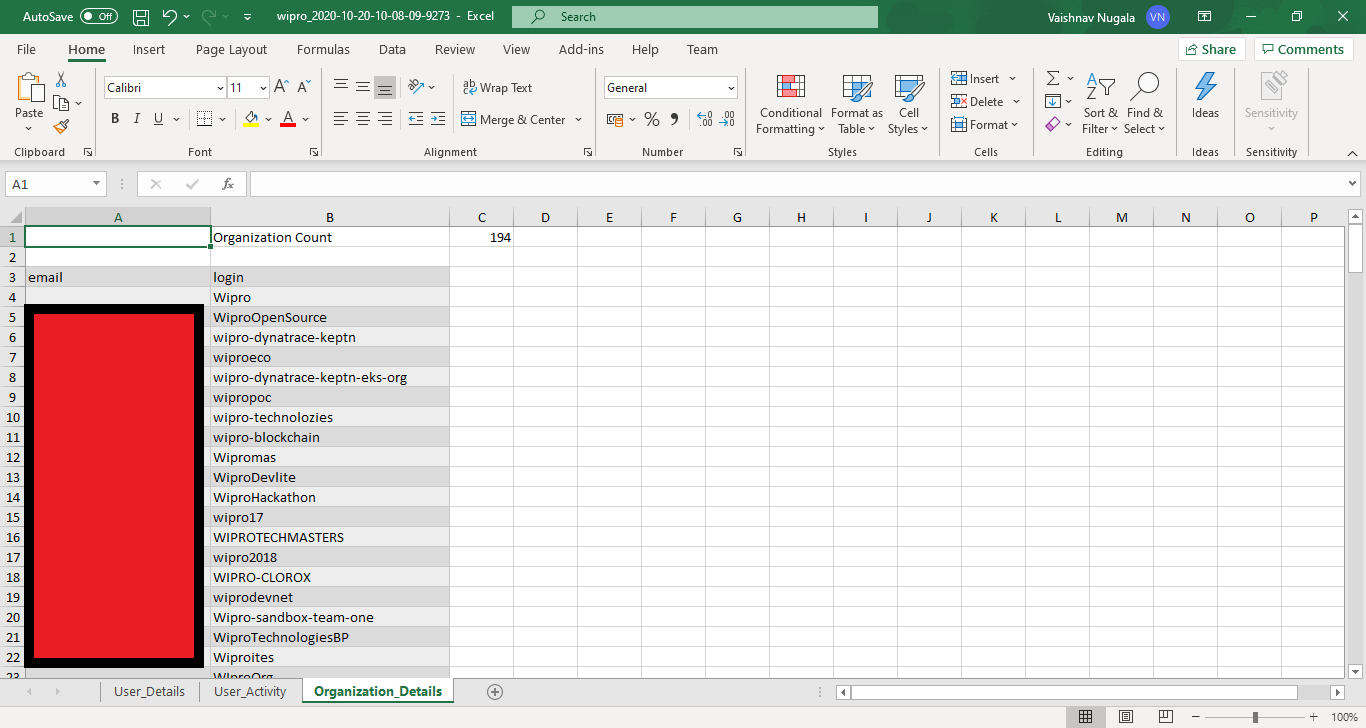 AutoSave Off wipro_2020-10-20-10-08-09-9273 - Excel Search Vaishnav Nugala VN
File Home Insert Page Layout Formulas Data Review View Add-ins Help Team Share Comments
Paste
Clipboard
Calibri 11
B I U A
Font
ab Wrap Text
Merge & Center
Alignment
General
%
Number
Conditional Formatting
Format as Table
Cell Styles
Styles
Insert
Delete
Format
Cells
Sort & Filter
Find & Select
Editing
Ideas
Ideas
Sensitivity
Sensitivity
A1 fx
A B C D E F G H I J K L M N O P
1 Organization Count 194
2
3 email login
4 Wipro
5 WiproOpenSource
6 wipro-dynatrace-keptn
7 wiproeco
8 wipro-dynatrace-keptn-eks-org
9 wipropoc
10 wipro-technolozies
11 wipro-blockchain
12 Wipromas
13 WiproDevlite
14 WiproHackathon
15 wipro17
16 WIPROTECHMASTERS
17 wipro2018
18 WIPRO-CLOROX
19 wiprodevnet
20 Wipro-sandbox-team-one
21 WiproTechnologiesBP
22 Wiproites
23 WiproOrg
User_Details User_Activity Organization_Details
100%